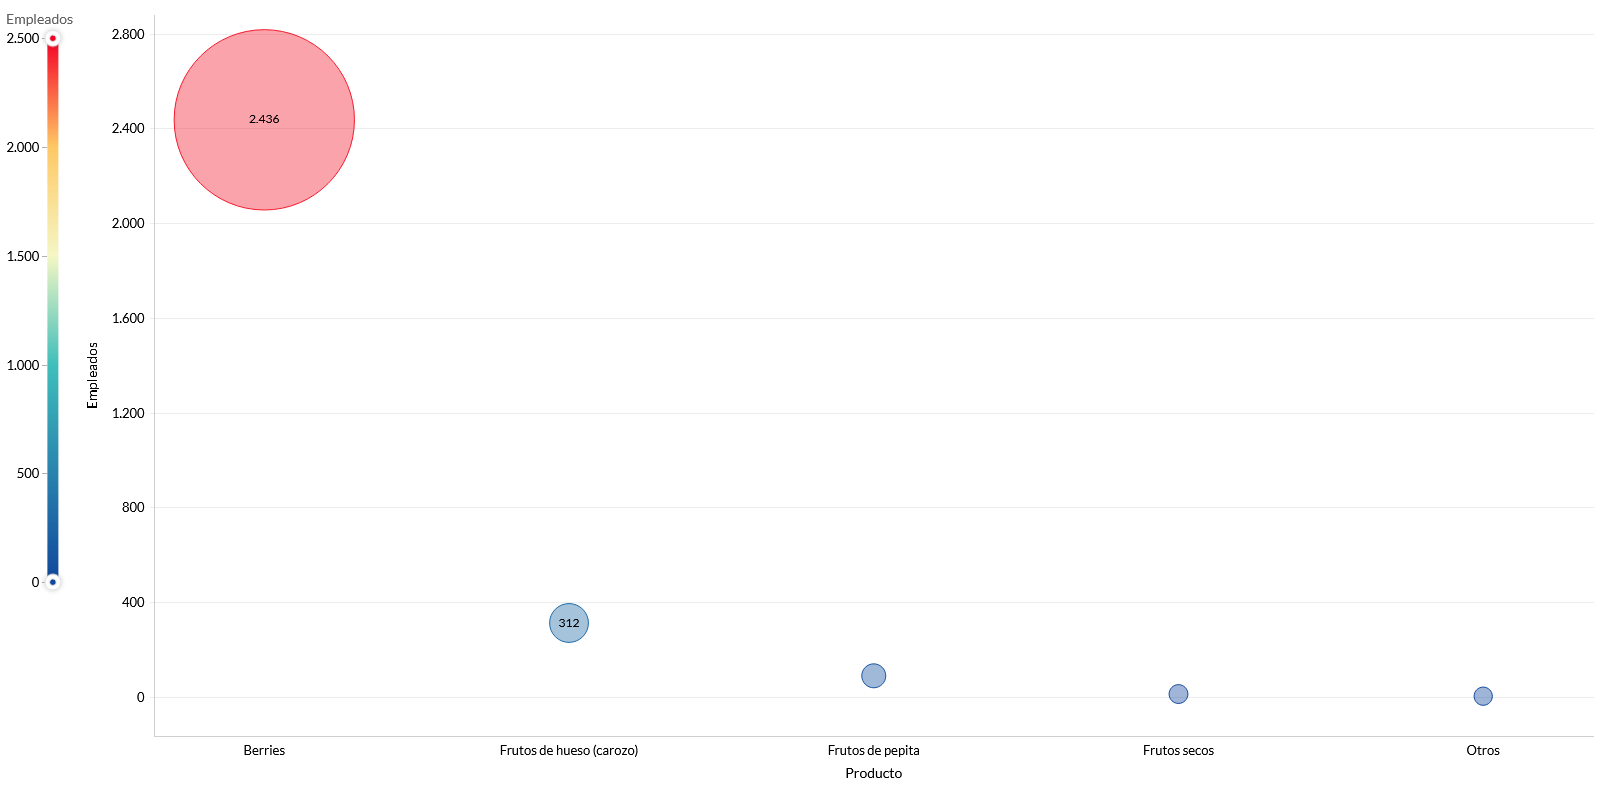 Empleados
2.500
2.000
1.500
1.000
500
0
Empleados
2.800
2.400
2.000
1.600
1.200
800
400
0
2.436
312
Berries
Frutos de hueso (carozo)
Frutos de pepita
Frutos secos
Otros
Producto